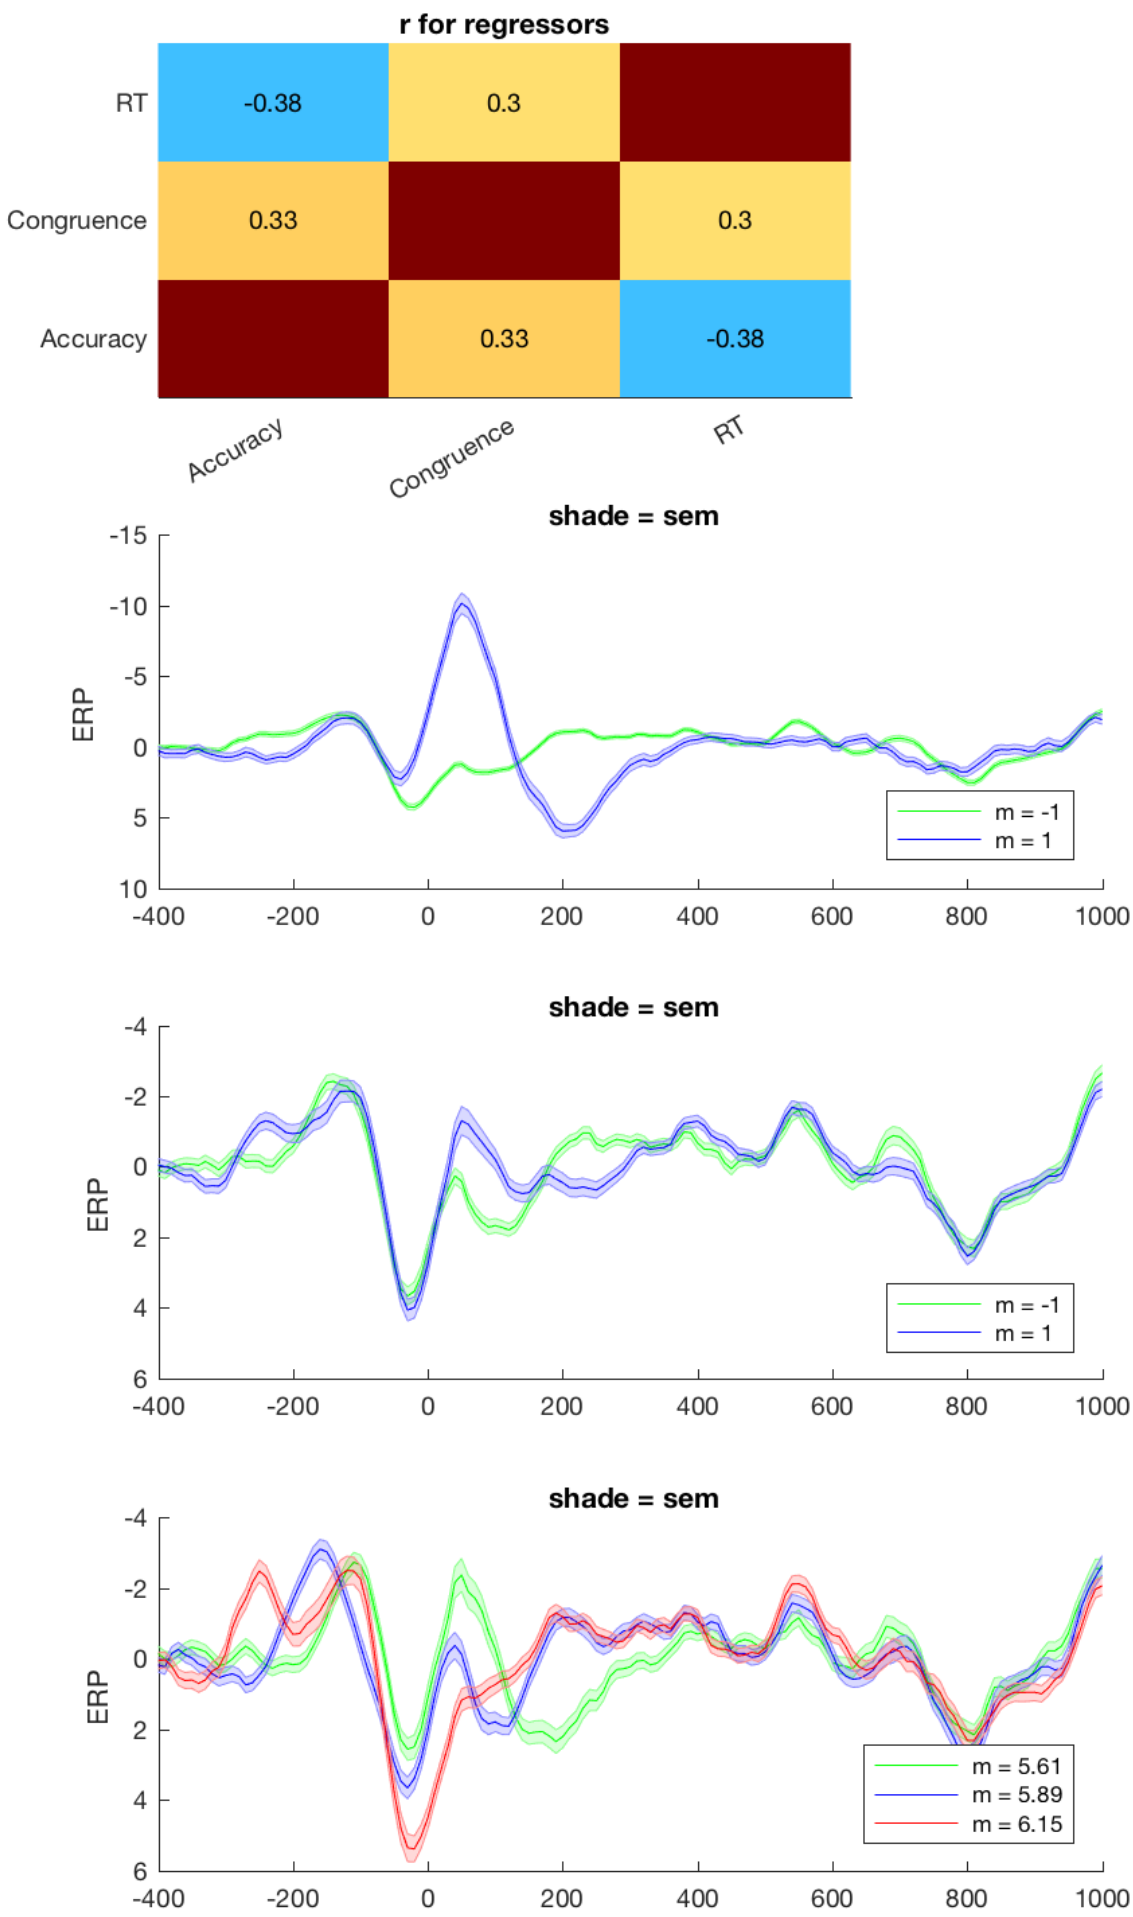 r for regressors
RT
-0.38
0.3
Congruence
0.33
0.3
Accuracy
0.33
-0.38
Accuracy
Congruence
RT
shade = sem
-15
-10
-5
0
5
10
ERP
m = -1
m = 1
-400
-200
0
200
400
600
800
1000
shade = sem
-4
-2
0
2
4
6
ERP
m = -1
m = 1
-400
-200
0
200
400
600
800
1000
shade = sem
-4
-2
0
2
4
6
ERP
m = 5.61
m = 5.89
m = 6.15
-400
-200
0
200
400
600
800
1000